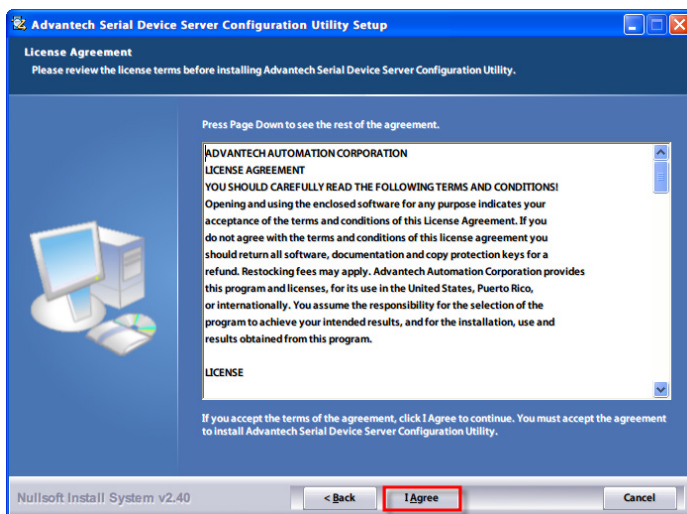 Advantech Serial Device Server Configuration Utility Setup
License Agreement
Please review the license terms before installing Advantech Serial Device Server Configuration Utility.
Press Page Down to see the rest of the agreement.
ADVANTECH AUTOMATION CORPORATION
LICENSE AGREEMENT
YOU SHOULD CAREFULLY READ THE FOLLOWING TERMS AND CONDITIONS!
Opening and using the enclosed software for any purpose indicates your
acceptance of the terms and conditions of this License Agreement. If you
do not agree with the terms and conditions of this license agreement you
should return all software, documentation and copy protection keys for a
refund. Restocking fees may apply. Advantech Automation Corporation provides
this program and licenses, for its use in the United States, Puerto Rico,
or internationally. You assume the responsibility for the selection of the
program to achieve your intended results, and for the installation, use and
results obtained from this program.
LICENSE
If you accept the terms of the agreement, click I Agree to continue. You must accept the agreement
to install Advantech Serial Device Server Configuration Utility.
Nullsoft Install System v2.40
< Back
I Agree
Cancel